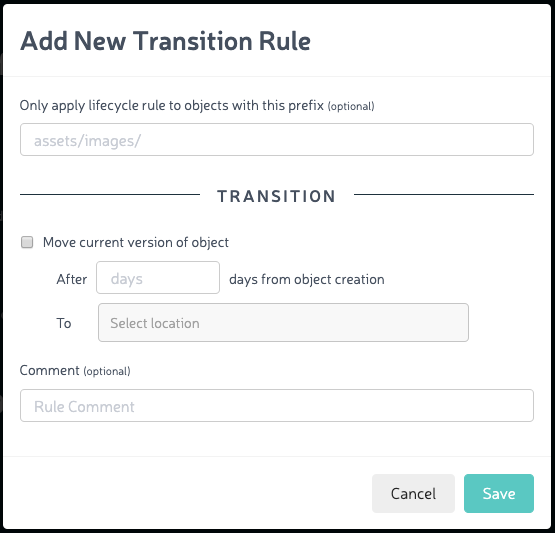 Add New Transition Rule
Only apply lifecycle rule to objects with this prefix (optional)
assets/images/
TRANSITION
Move current version of object
After days days from object creation
To Select location
Comment (optional)
Rule Comment
Cancel Save